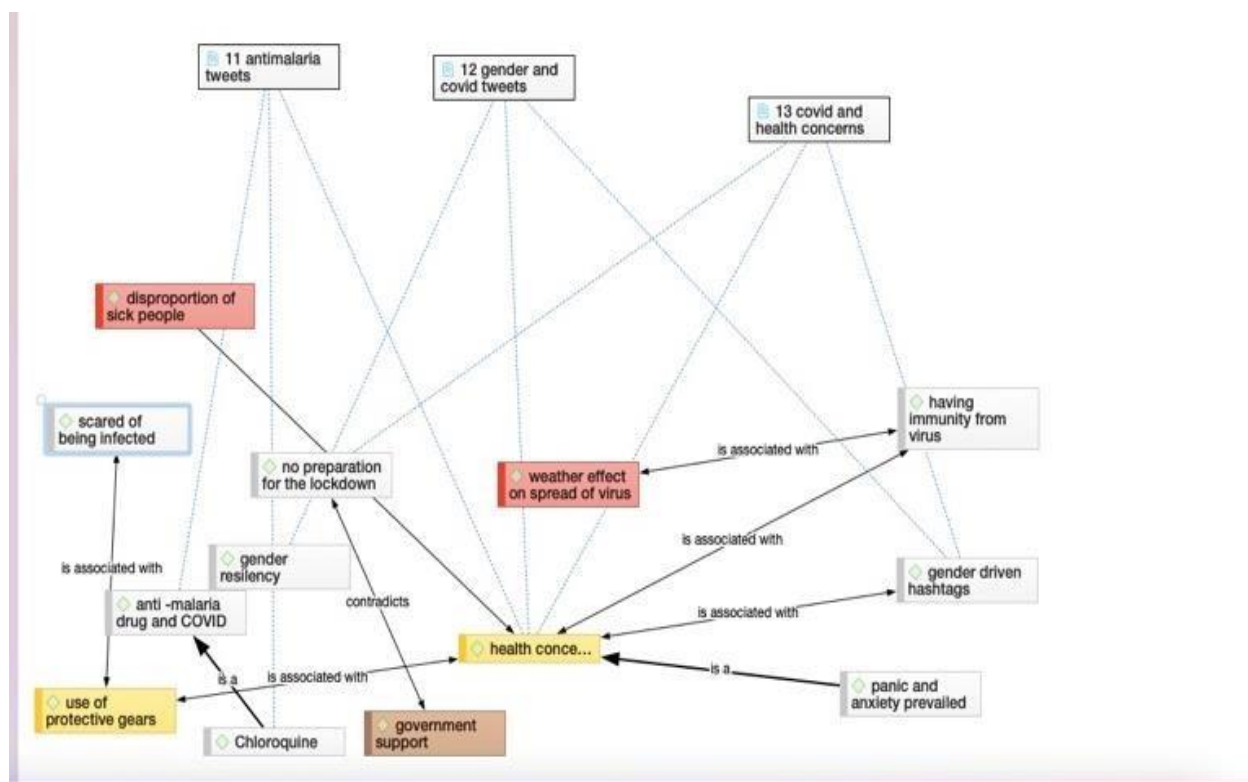 11 antimalaria
tweets
12 gender and
covid tweets
13 covid and
health concerns
disproportion of
sick people
scared of
being infected
no preparation
for the lockdown
weather effect
on spread of virus
is associated with
having
immunity from
virus
is associated with
is associated with
gender
resilency
gender driven
hashtags
anti -malaria
drug and COVID
contradicts
is associated with
health conce...
is a
is a
is associated with
panic and
anxiety prevailed
use of
protective gears
Chloroquine
government
support